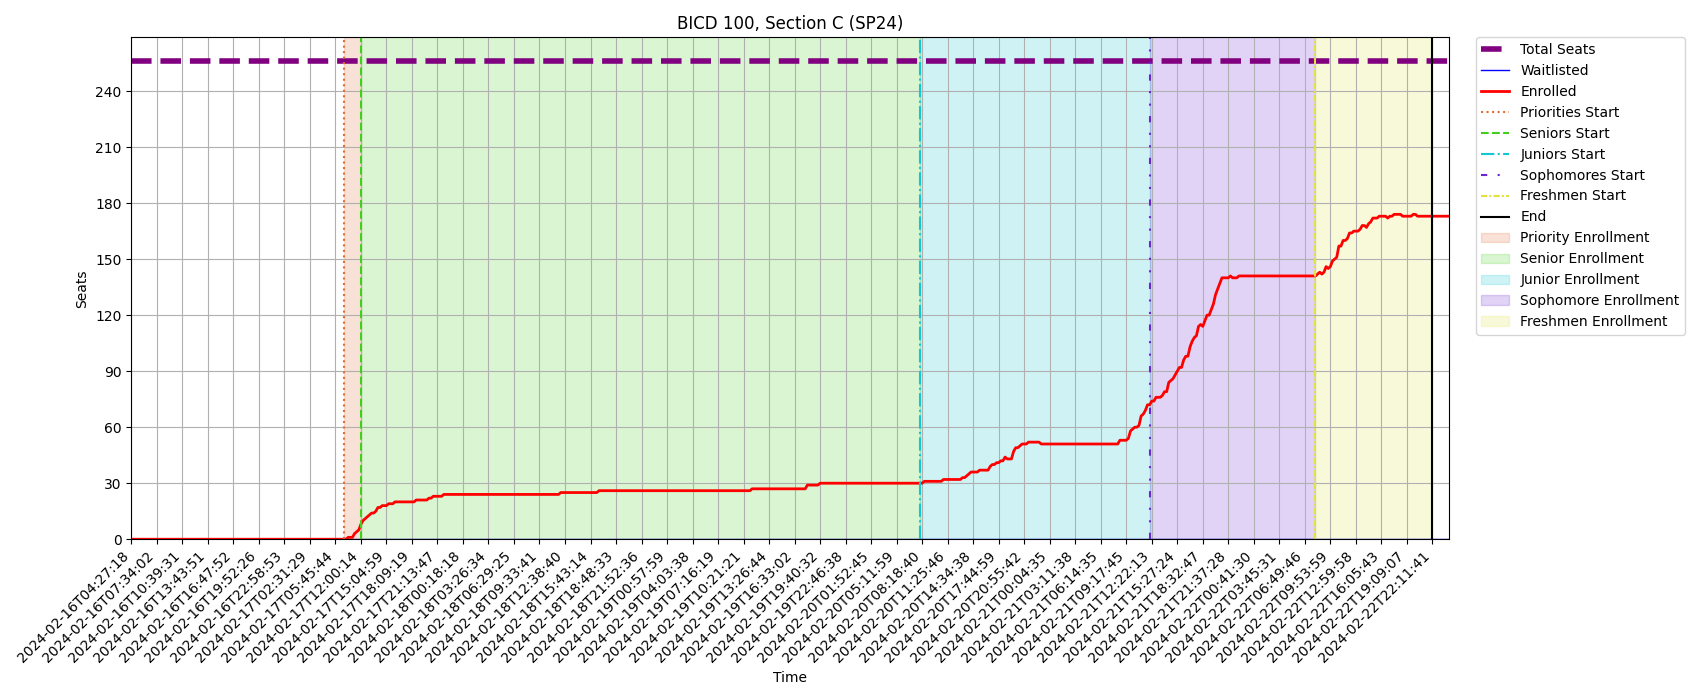 BICD 100, Section C (SP24)
Seats
240
210
180
150
120
90
60
30
0
2024-02-16T04:27:18
2024-02-16T07:34:02
2024-02-16T10:39:31
2024-02-16T13:43:51
2024-02-16T16:47:52
2024-02-16T19:52:26
2024-02-16T22:58:53
2024-02-17T02:31:29
2024-02-17T05:45:44
2024-02-17T12:00:14
2024-02-17T15:04:59
2024-02-17T18:09:19
2024-02-17T21:13:47
2024-02-18T00:18:18
2024-02-18T03:26:34
2024-02-18T06:29:23
2024-02-18T09:33:41
2024-02-18T12:38:40
2024-02-18T15:43:14
2024-02-18T18:48:33
2024-02-18T21:52:36
2024-02-19T00:57:59
2024-02-19T04:03:38
2024-02-19T07:16:19
2024-02-19T10:21:21
2024-02-19T13:26:44
2024-02-19T16:33:02
2024-02-19T19:40:32
2024-02-19T22:46:38
2024-02-20T01:52:45
2024-02-20T05:11:59
2024-02-20T08:18:40
2024-02-20T11:25:46
2024-02-20T14:34:38
2024-02-20T17:44:59
2024-02-20T20:55:42
2024-02-21T00:04:35
2024-02-21T03:11:38
2024-02-21T06:14:35
2024-02-21T09:17:45
2024-02-21T12:22:13
2024-02-21T15:27:24
2024-02-21T18:32:47
2024-02-21T21:37:28
2024-02-22T00:41:30
2024-02-22T03:45:31
2024-02-22T06:49:46
2024-02-22T09:53:59
2024-02-22T12:59:58
2024-02-22T16:05:43
2024-02-22T19:09:07
2024-02-22T22:11:41
Time
Total Seats
Waitlisted
Enrolled
Priorities Start
Seniors Start
Juniors Start
Sophomores Start
Freshmen Start
End
Priority Enrollment
Senior Enrollment
Junior Enrollment
Sophomore Enrollment
Freshmen Enrollment